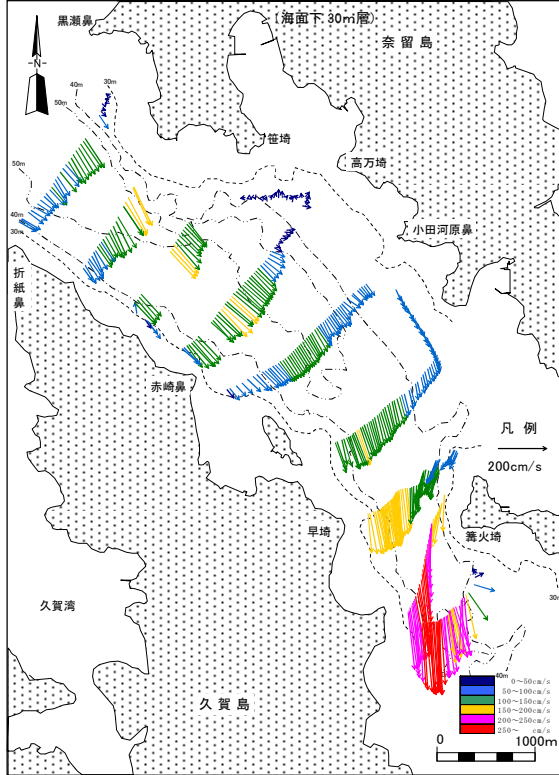 黒瀬鼻
(海面下 30m層)
奈留島
N
40m
30m
50m
笹埼
高万埼
50m
40m
30m
小田河原鼻
折紙鼻
赤崎鼻
凡 例
200cm/s
早埼
篝火埼
久賀湾
30m
久賀島
40m
0～50cm/s
50～100cm/s
100～150cm/s
150～200cm/s
200～250cm/s
250～ cm/s
0 1000m